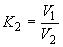 K₂ = V₁/V₂